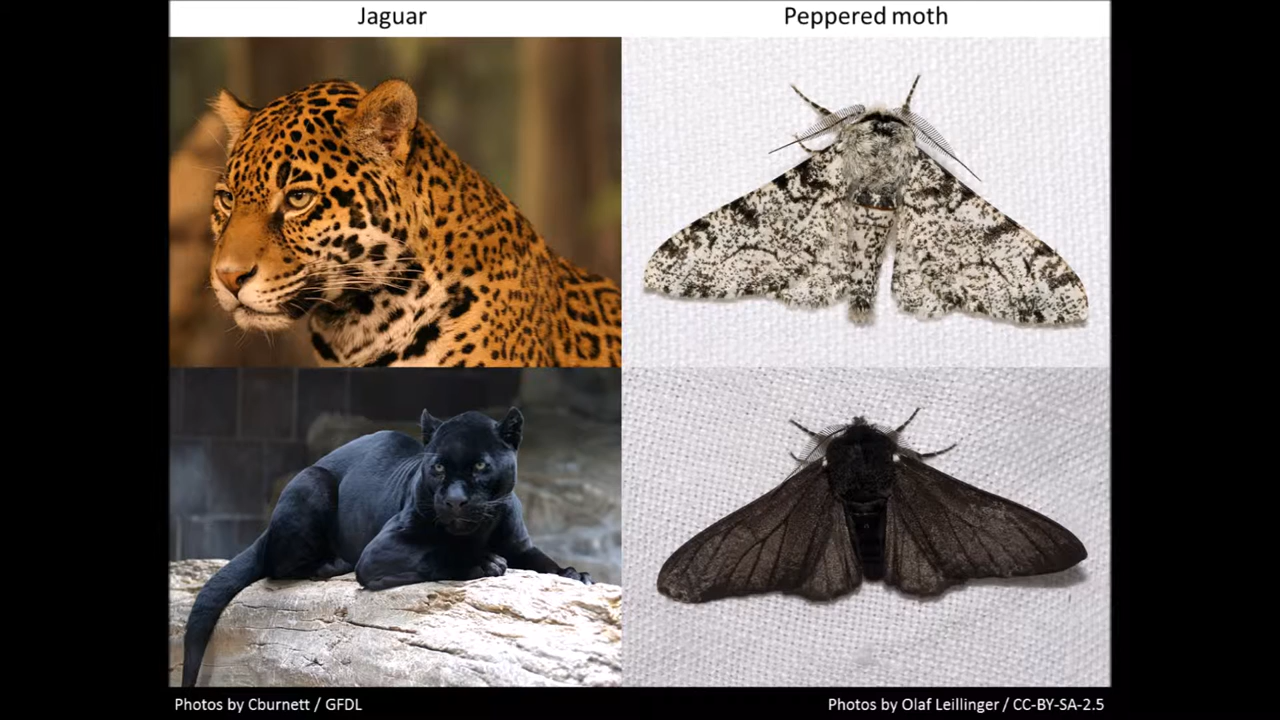 Jaguar
Peppered moth
Photos by Cburnett / GFDL
Photos by Olaf Leillinger / CC-BY-SA-2.5